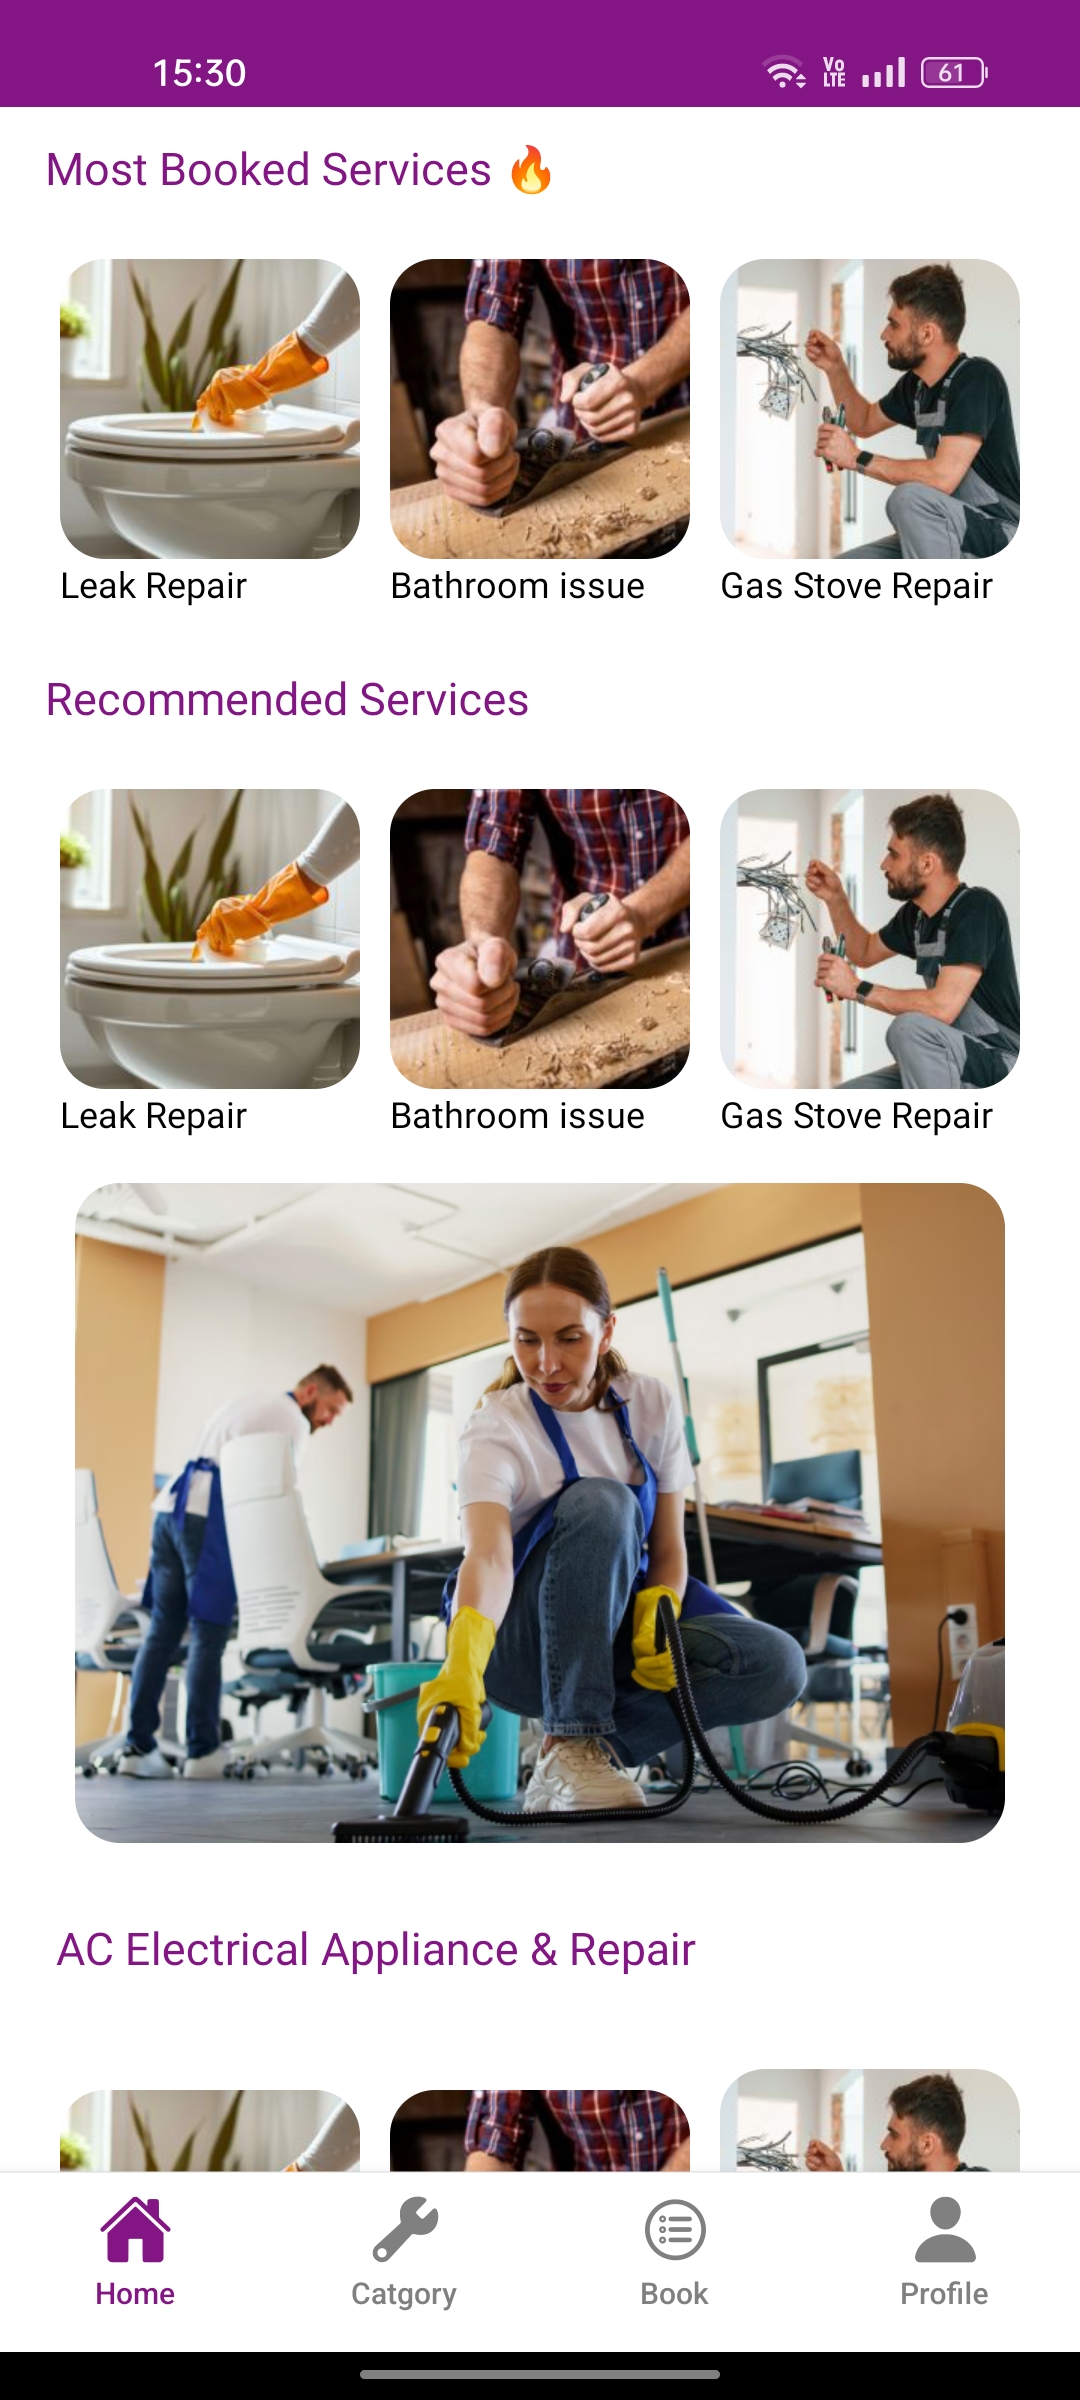 15:30
Vo
LTE
61
Most Booked Services 🔥
Leak Repair
Bathroom issue
Gas Stove Repair
Recommended Services
Leak Repair
Bathroom issue
Gas Stove Repair
AC Electrical Appliance & Repair
Home
Catgory
Book
Profile